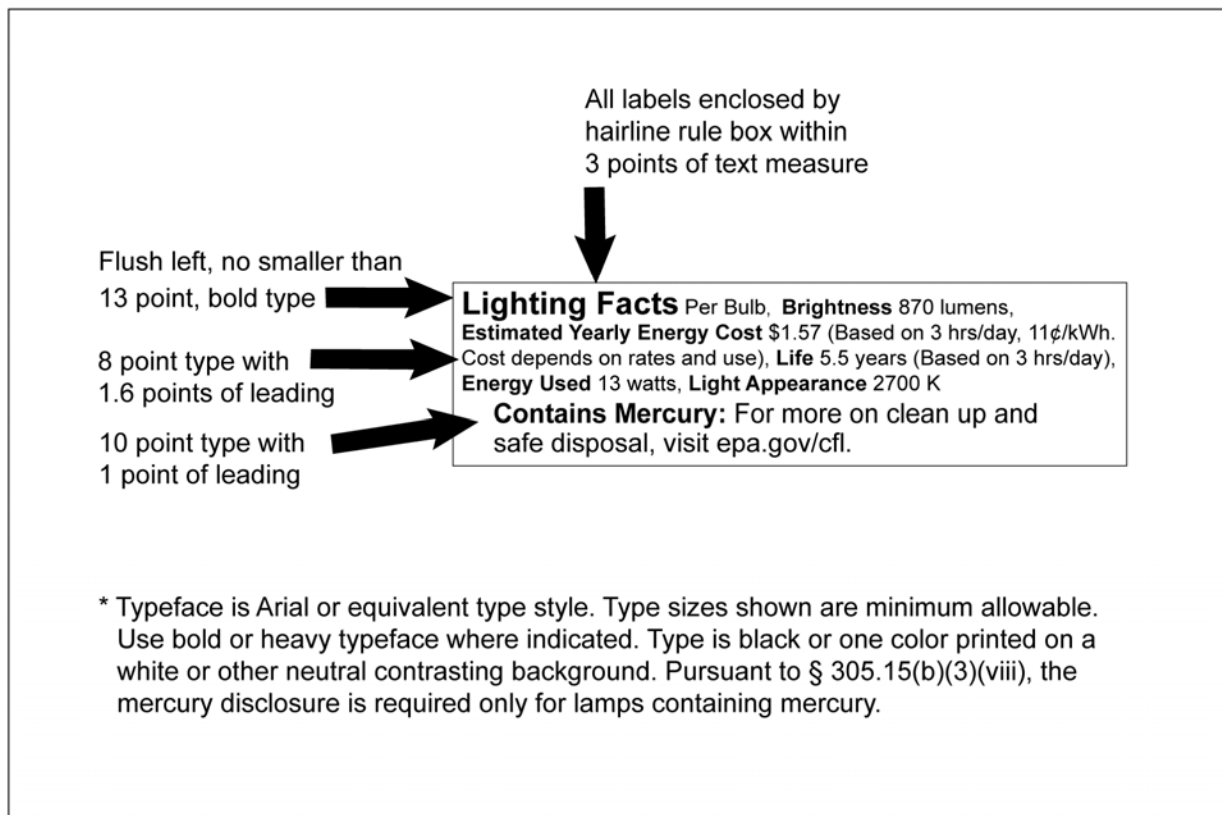 All labels enclosed by
hairline rule box within
3 points of text measure
Flush left, no smaller than
13 point, bold type
8 point type with
1.6 points of leading
10 point type with
1 point of leading
Lighting Facts Per Bulb, Brightness 870 lumens,
Estimated Yearly Energy Cost $1.57 (Based on 3 hrs/day, 11¢/kWh.
Cost depends on rates and use), Life 5.5 years (Based on 3 hrs/day),
Energy Used 13 watts, Light Appearance 2700 K
Contains Mercury: For more on clean up and
safe disposal, visit epa.gov/cfl.
* Typeface is Arial or equivalent type style. Type sizes shown are minimum allowable.
Use bold or heavy typeface where indicated. Type is black or one color printed on a
white or other neutral contrasting background. Pursuant to § 305.15(b)(3)(viii), the
mercury disclosure is required only for lamps containing mercury.